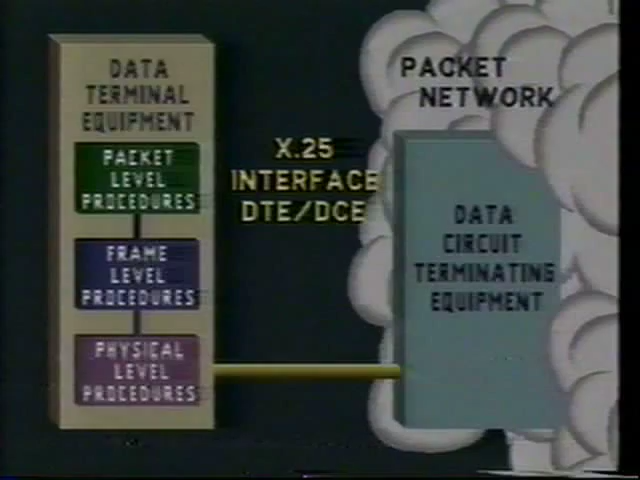 DATA
TERMINAL
EQUIPMENT
PACKET
LEVEL
PROCEDURES
FRAME
LEVEL
PROCEDURES
PHYSICAL
LEVEL
PROCEDURES
X.25
INTERFACE
DTE/DCE
PACKET
NETWORK
DATA
CIRCUIT
TERMINATING
EQUIPMENT